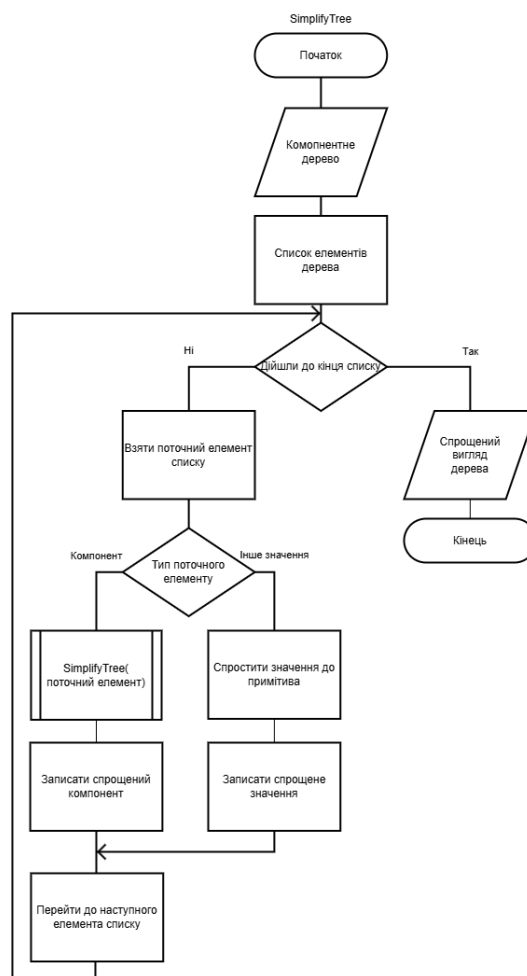 SimplifyTree
Початок
Комопнентне
дерево
Список елементів
дерева
Дійшли до кінця списку
Ні
Так
Взяти поточний елемент
списку
Спрощений
вигляд
дерева
Кінець
Компонент
Тип поточного
елементу
Інше значення
SimplifyTree(
поточний елемент)
Спростити значення до
примітива
Записати спрощений
компонент
Записати спрощене
значення
Перейти до наступного
елемента списку